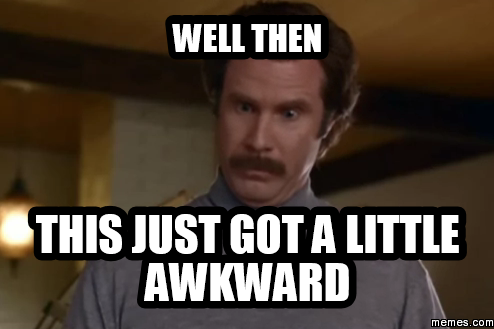 WELL THEN
THIS JUST GOT A LITTLE
AWKWARD
memes.com